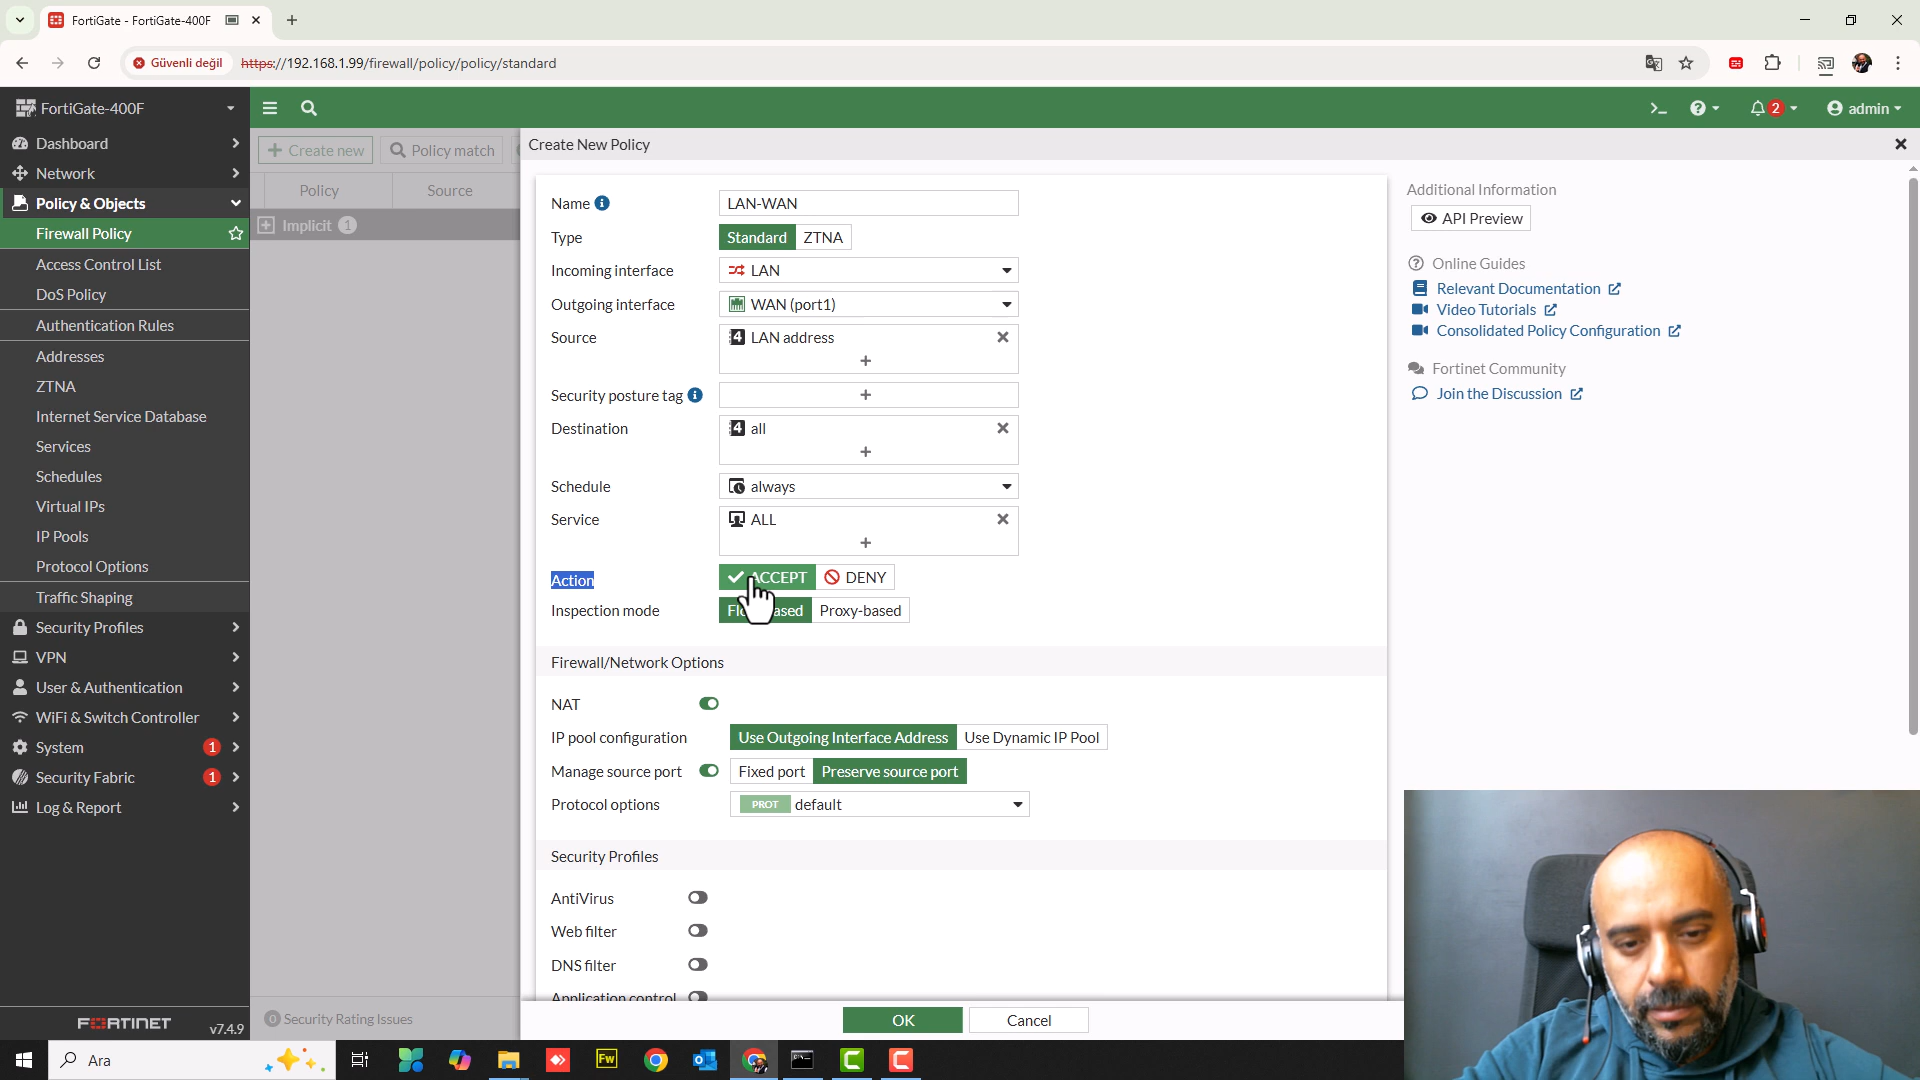 FortiGate - FortiGate-400F
Güvenli değil
https://192.168.1.99/firewall/policy/policy/standard
FortiGate-400F
2
admin
Dashboard
Network
Policy & Objects
Firewall Policy
Access Control List
DoS Policy
Authentication Rules
Addresses
ZTNA
Internet Service Database
Services
Schedules
Virtual IPs
IP Pools
Protocol Options
Traffic Shaping
Security Profiles
VPN
User & Authentication
WiFi & Switch Controller
System 1
Security Fabric 1
Log & Report
FORTINET v7.4.9
Create new
Policy match
Policy Source
Implicit 1
0 Security Rating Issues
Create New Policy
Name LAN-WAN
Type Standard ZTNA
Incoming interface LAN
Outgoing interface WAN (port1)
Source 4 LAN address
Security posture tag
Destination 4 all
Schedule always
Service ALL
Action ACCEPT DENY
Inspection mode Proxy-based
Firewall/Network Options
NAT
IP pool configuration Use Outgoing Interface Address Use Dynamic IP Pool
Manage source port Fixed port Preserve source port
Protocol options PROT default
Security Profiles
AntiVirus
Web filter
DNS filter
Application control
OK Cancel
Additional Information
API Preview
Online Guides
Relevant Documentation
Video Tutorials
Consolidated Policy Configuration
Fortinet Community
Join the Discussion
Ara
Fw